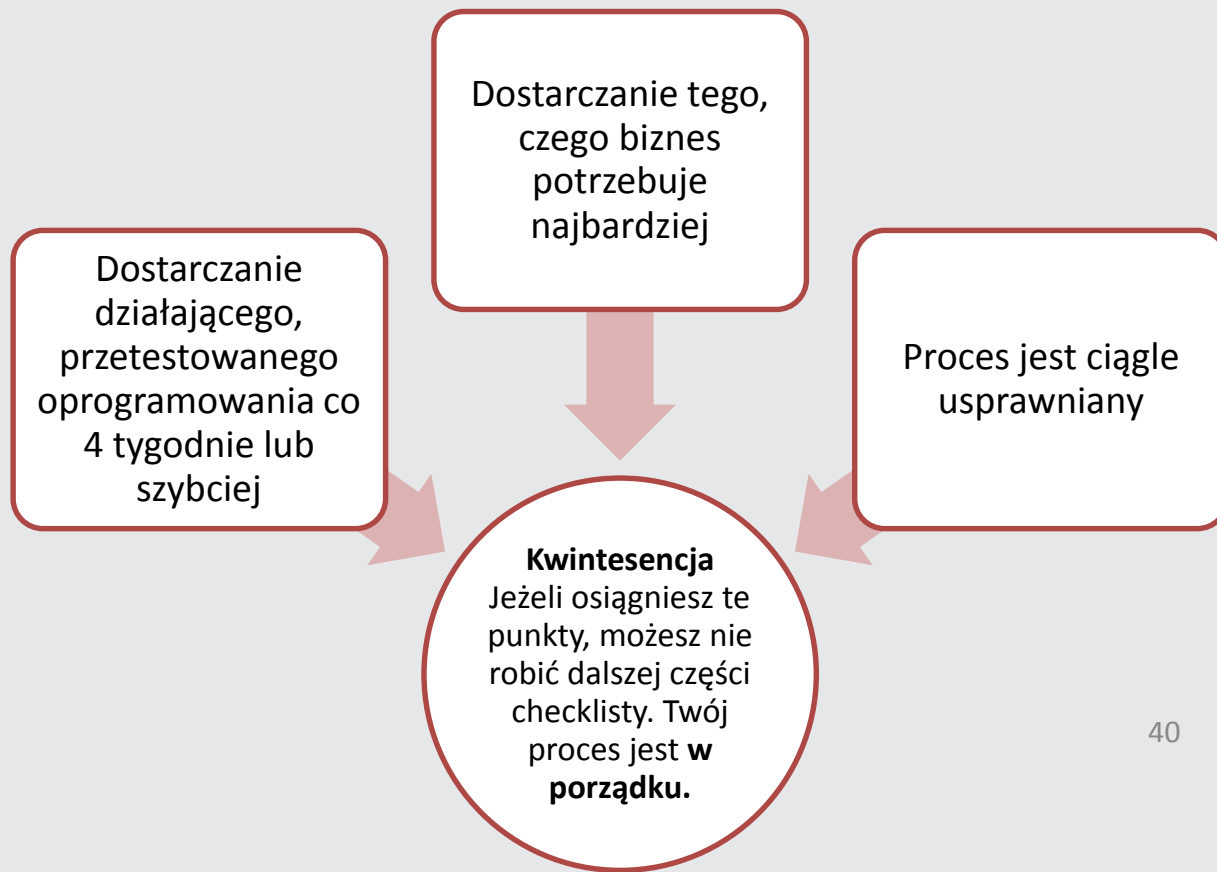 Dostarczanie tego,
czego biznes
potrzebuje
najbardziej
Dostarczanie
działającego,
przetestowanego
oprogramowania co
4 tygodnie lub
szybciej
Proces jest ciągle
usprawniany
Kwintesencja
Jeżeli osiągniesz te
punkty, możesz nie
robić dalszej części
checklisty. Twój
proces jest w
porządku.
40